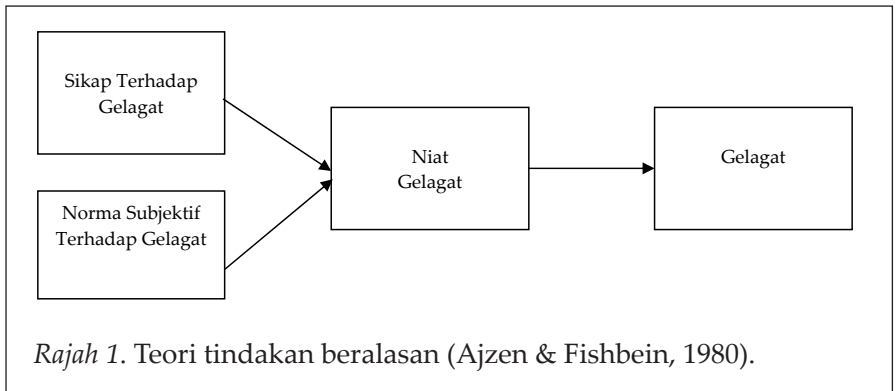 Sikap Terhadap
Gelagat
Norma Subjektif
Terhadap Gelagat
Niat
Gelagat
Gelagat
Rajah 1. Teori tindakan beralasan (Ajzen & Fishbein, 1980).